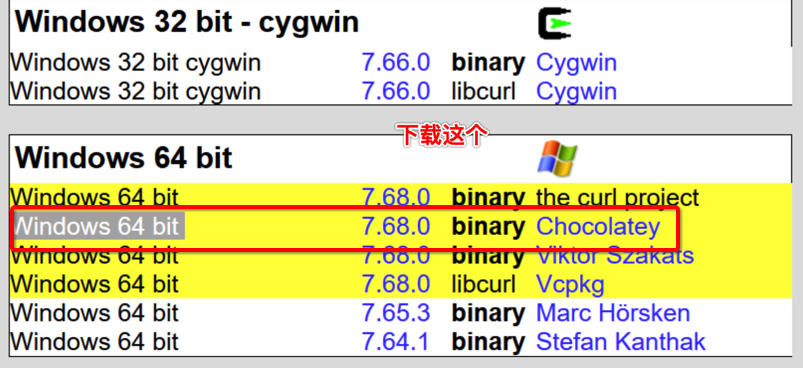 Windows 32 bit - cygwin
Windows 32 bit cygwin 7.66.0 binary Cygwin
Windows 32 bit cygwin 7.66.0 libcurl Cygwin
下载这个
Windows 64 bit
Windows 64 bit 7.68.0 binary the curl project
Windows 64 bit 7.68.0 binary Chocolatey
Windows 64 bit 7.68.0 binary Viktor Szakats
Windows 64 bit 7.68.0 libcurl Vcpkg
Windows 64 bit 7.65.3 binary Marc Hörsken
Windows 64 bit 7.64.1 binary Stefan Kanthak